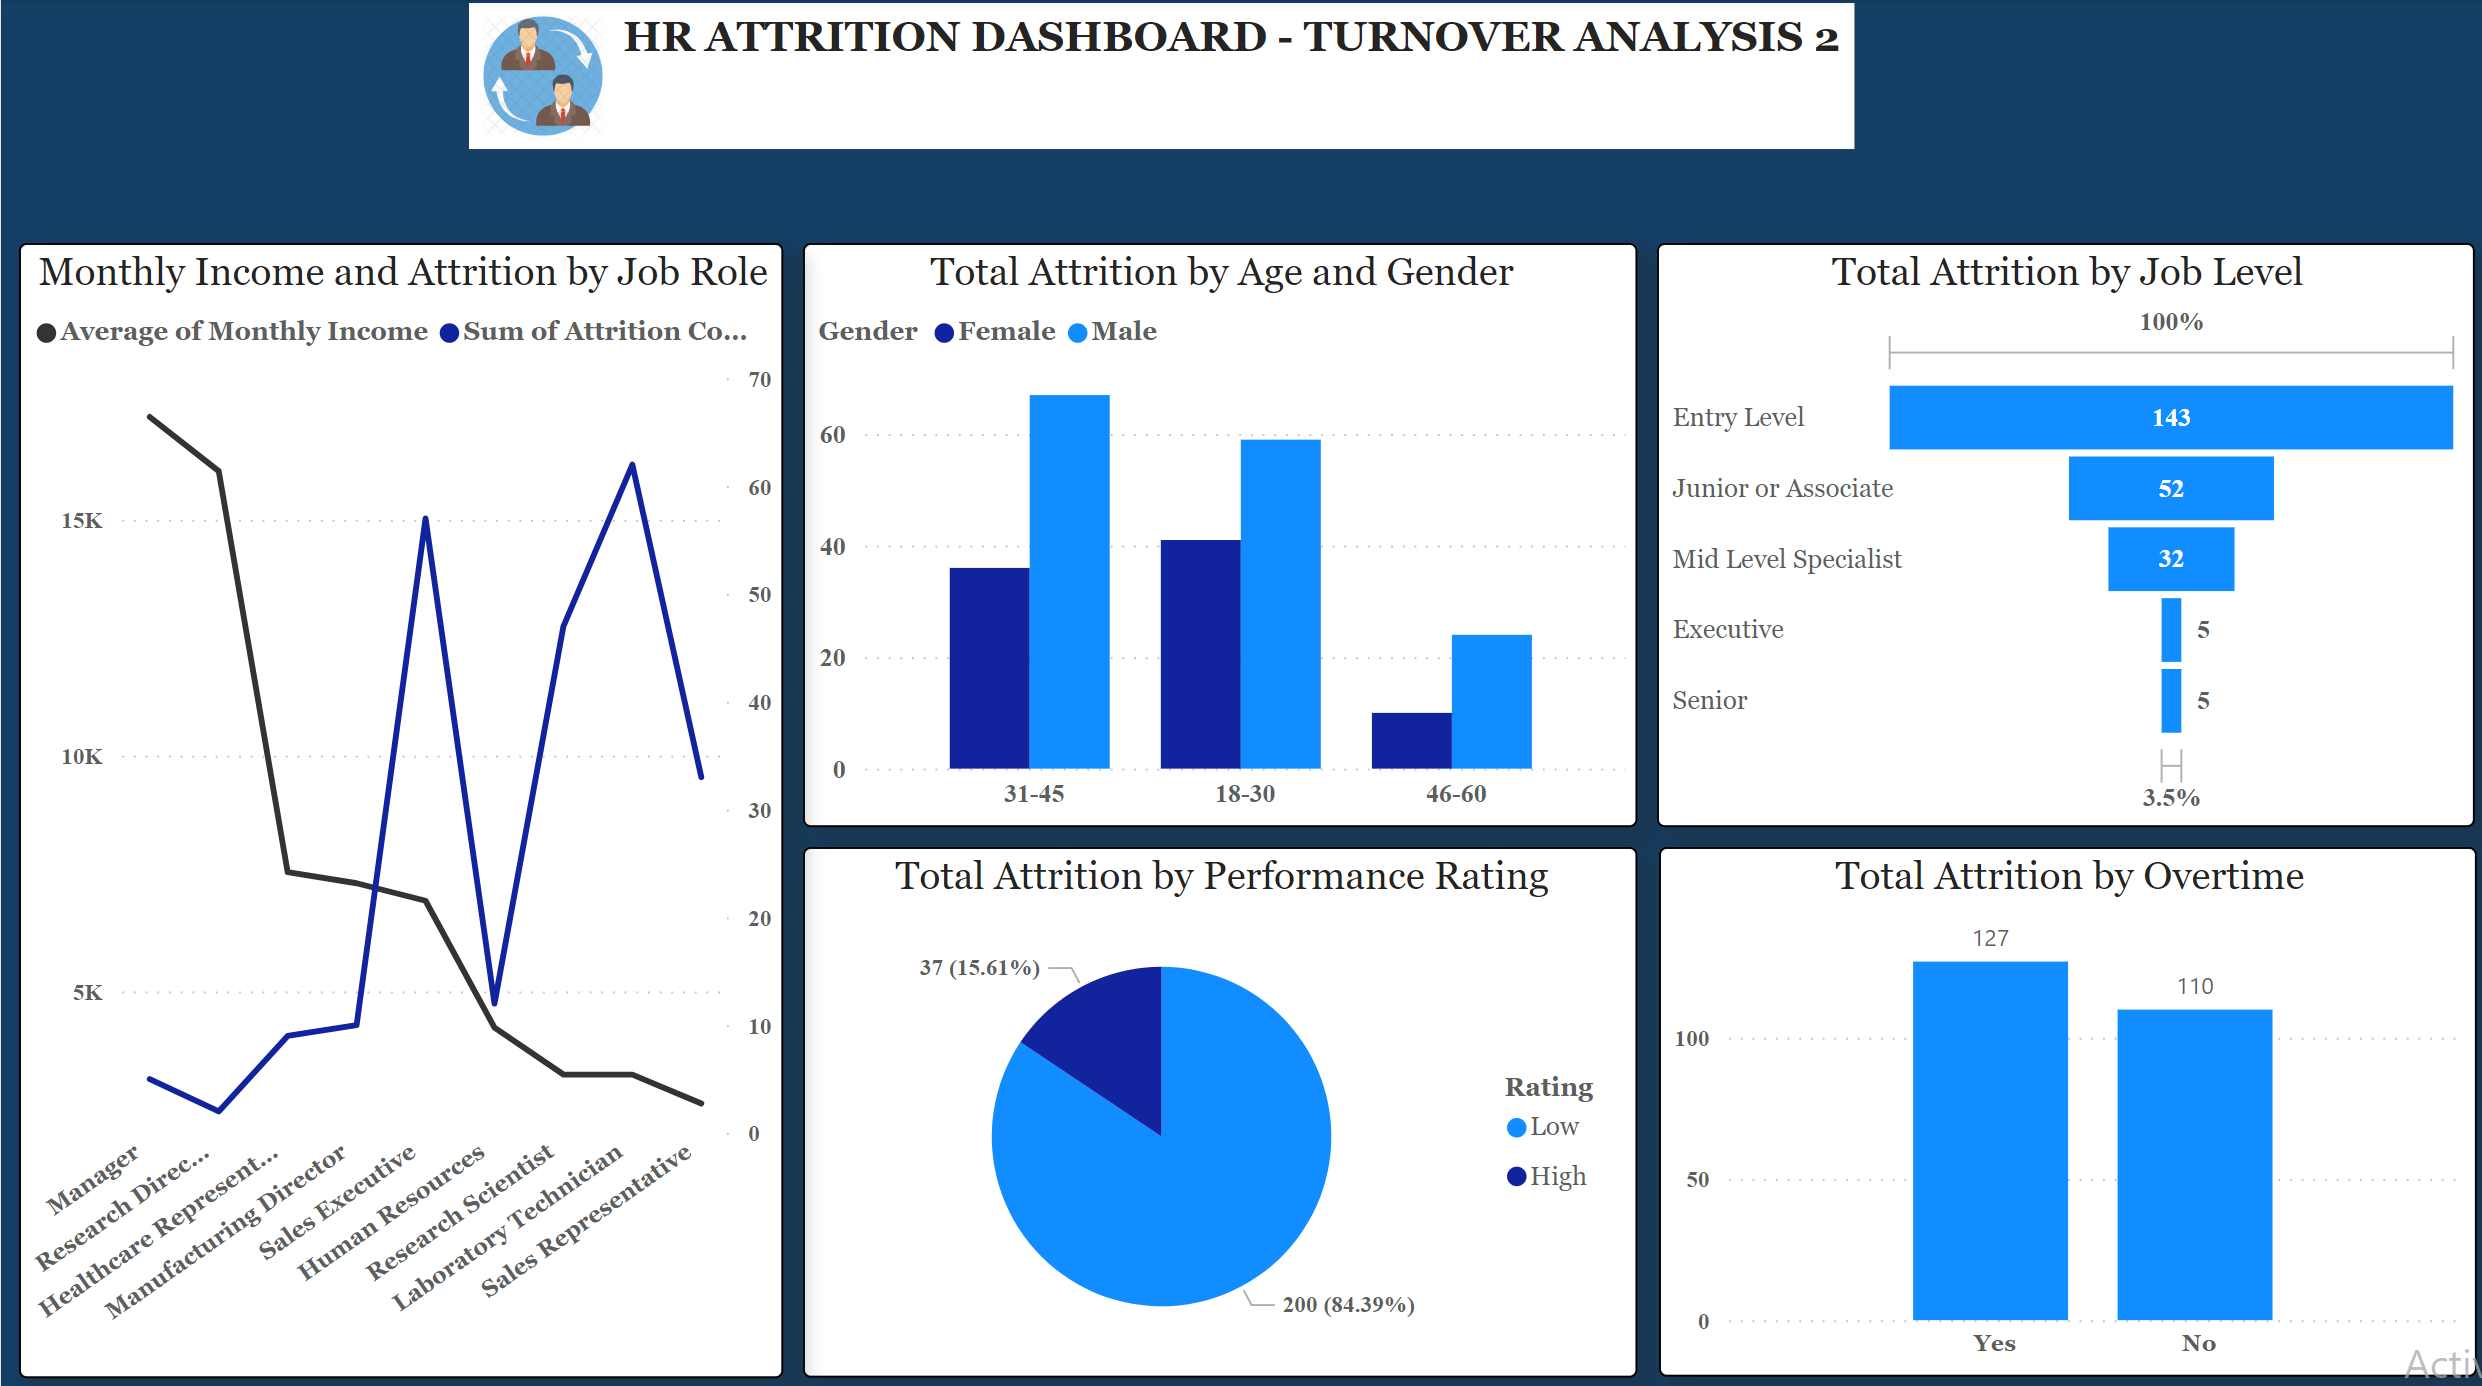 HR ATTRITION DASHBOARD - TURNOVER ANALYSIS 2
Monthly Income and Attrition by Job Role
Average of Monthly Income Sum of Attrition Co...
70
60
15K
50
40
10K
30
20
5K
10
0
Manager
Research Direc...
Healthcare Represent...
Manufacturing Director
Sales Executive
Human Resources
Research Scientist
Laboratory Technician
Sales Representative
Total Attrition by Age and Gender
Gender Female Male
60
40
20
0
31-45 18-30 46-60
Total Attrition by Job Level
100%
Entry Level 143
Junior or Associate 52
Mid Level Specialist 32
Executive 5
Senior 5
3.5%
Total Attrition by Performance Rating
37 (15.61%)
200 (84.39%)
Rating
Low
High
Total Attrition by Overtime
127
110
100
50
0
Yes No
Activ